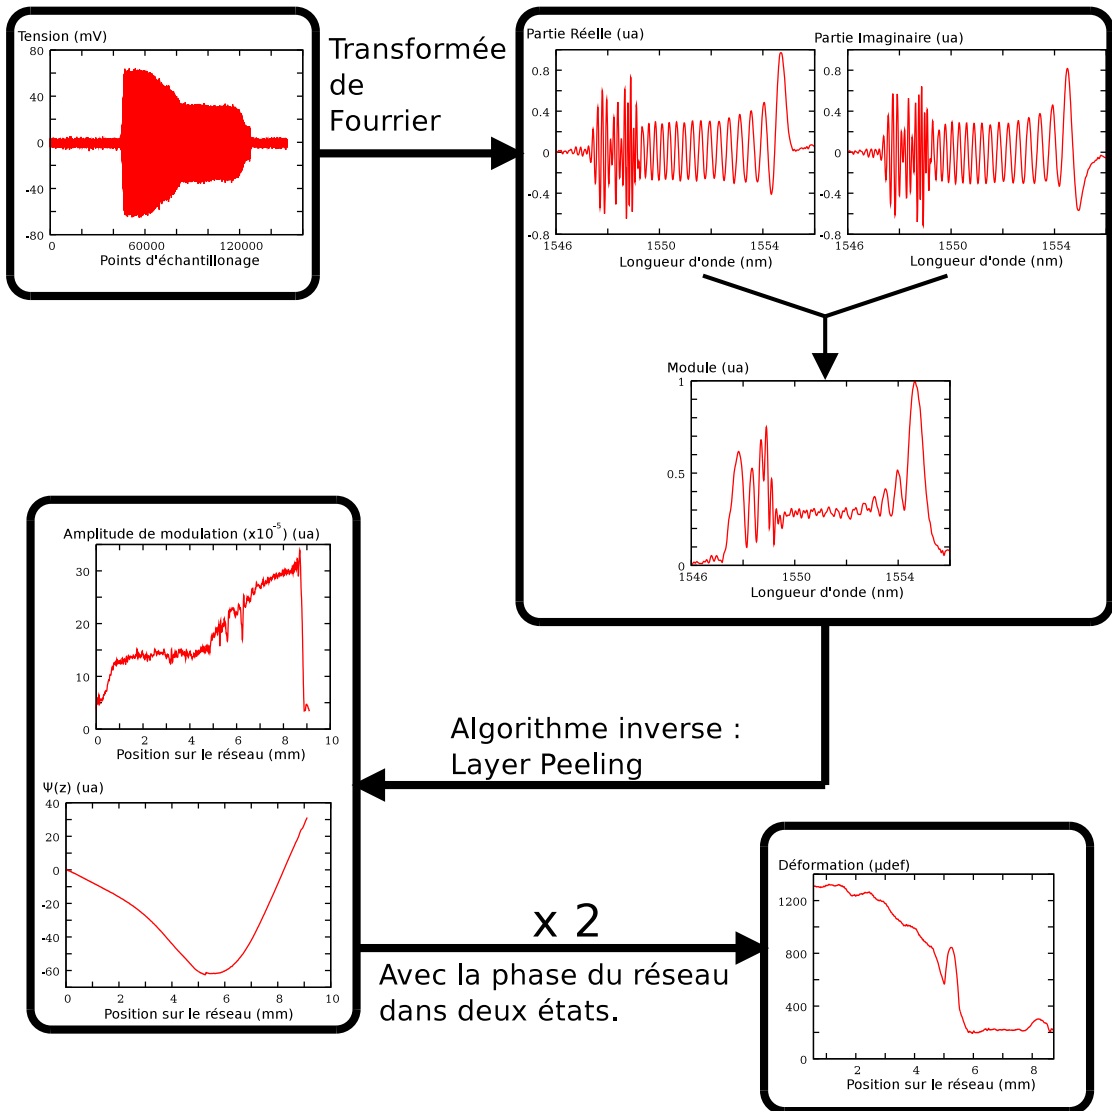 Tension (mV)
80
40
0
-40
-80
0 60000 120000
Points d'échantillonage
Transformée
de
Fourrier
Partie Réelle (ua)
0.8
0.4
0
-0.4
-0.8
1546 1550 1554
Longueur d'onde (nm)
Partie Imaginaire (ua)
0.8
0.4
0
-0.4
-0.8
1546 1550 1554
Longueur d'onde (nm)
Module (ua)
1
0.5
0
1546 1550 1554
Longueur d'onde (nm)
Algorithme inverse :
Layer Peeling
Amplitude de modulation (x10⁻⁵) (ua)
30
20
10
0
0 2 4 6 8 10
Position sur le réseau (mm)
Ψ(z) (ua)
40
20
0
-20
-40
-60
0 2 4 6 8 10
Position sur le réseau (mm)
x 2
Avec la phase du réseau
dans deux états.
Déformation (µdef)
1200
800
400
0
2 4 6 8
Position sur le réseau (mm)